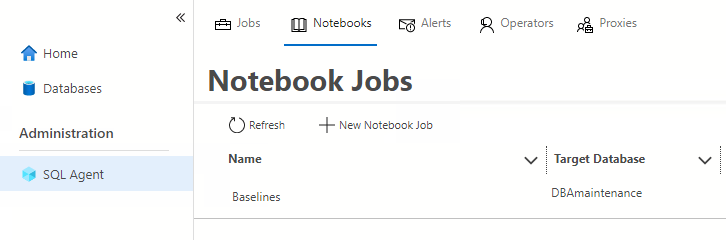 Jobs Notebooks Alerts Operators Proxies
Home
Databases
Administration
SQL Agent
Notebook Jobs
Refresh New Notebook Job
Name Target Database
Baselines DBAmaintenance